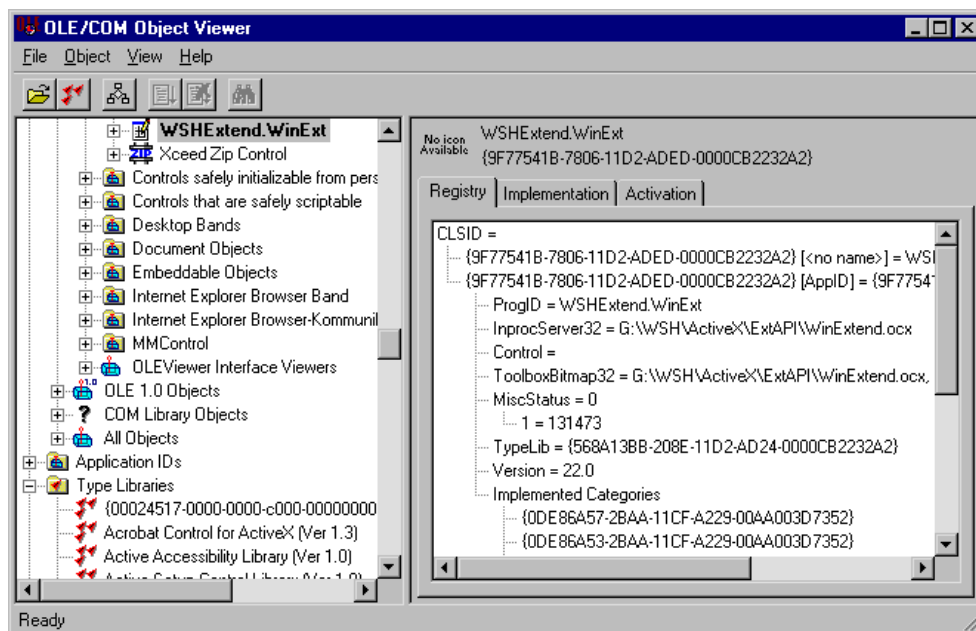 OLE/COM Object Viewer
File Object View Help
WSHExtend.WinExt
Xceed Zip Control
Controls safely initializable from pers
Controls that are safely scriptable
Desktop Bands
Document Objects
Embeddable Objects
Internet Explorer Browser Band
Internet Explorer Browser-Kommunil
MMControl
OLEViewer Interface Viewers
OLE 1.0 Objects
COM Library Objects
All Objects
Application IDs
Type Libraries
{00024517-0000-0000-c000-00000000
Acrobat Control for ActiveX (Ver 1.3)
Active Accessibility Library (Ver 1.0)
Active Setup Control Library (Ver 1.0)
No icon
Available
WSHExtend.WinExt
{9F77541B-7806-11D2-ADED-0000CB2232A2}
Registry Implementation Activation
CLSID =
{9F77541B-7806-11D2-ADED-0000CB2232A2} [<no name>] = WSI
{9F77541B-7806-11D2-ADED-0000CB2232A2} [AppID] = {9F7754
ProgID = WSHExtend.WinExt
InprocServer32 = G:\WSH\ActiveX\ExtAPI\WinExtend.ocx
Control =
ToolboxBitmap32 = G:\WSH\ActiveX\ExtAPI\WinExtend.ocx,
MiscStatus = 0
1 = 131473
TypeLib = {568A13BB-208E-11D2-AD24-0000CB2232A2}
Version = 22.0
Implemented Categories
{0DE86A57-2BAA-11CF-A229-00AA003D7352}
{0DE86A53-2BAA-11CF-A229-00AA003D7352}
Ready